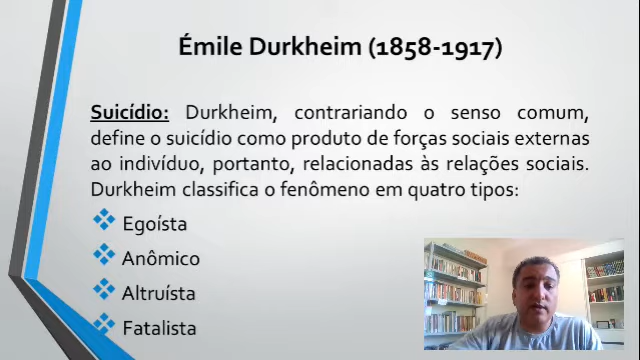 Émile Durkheim (1858-1917)
Suicídio: Durkheim, contrariando o senso comum,
define o suicídio como produto de forças sociais externas
ao indivíduo, portanto, relacionadas às relações sociais.
Durkheim classifica o fenômeno em quatro tipos:
Egoísta
Anômico
Altruísta
Fatalista